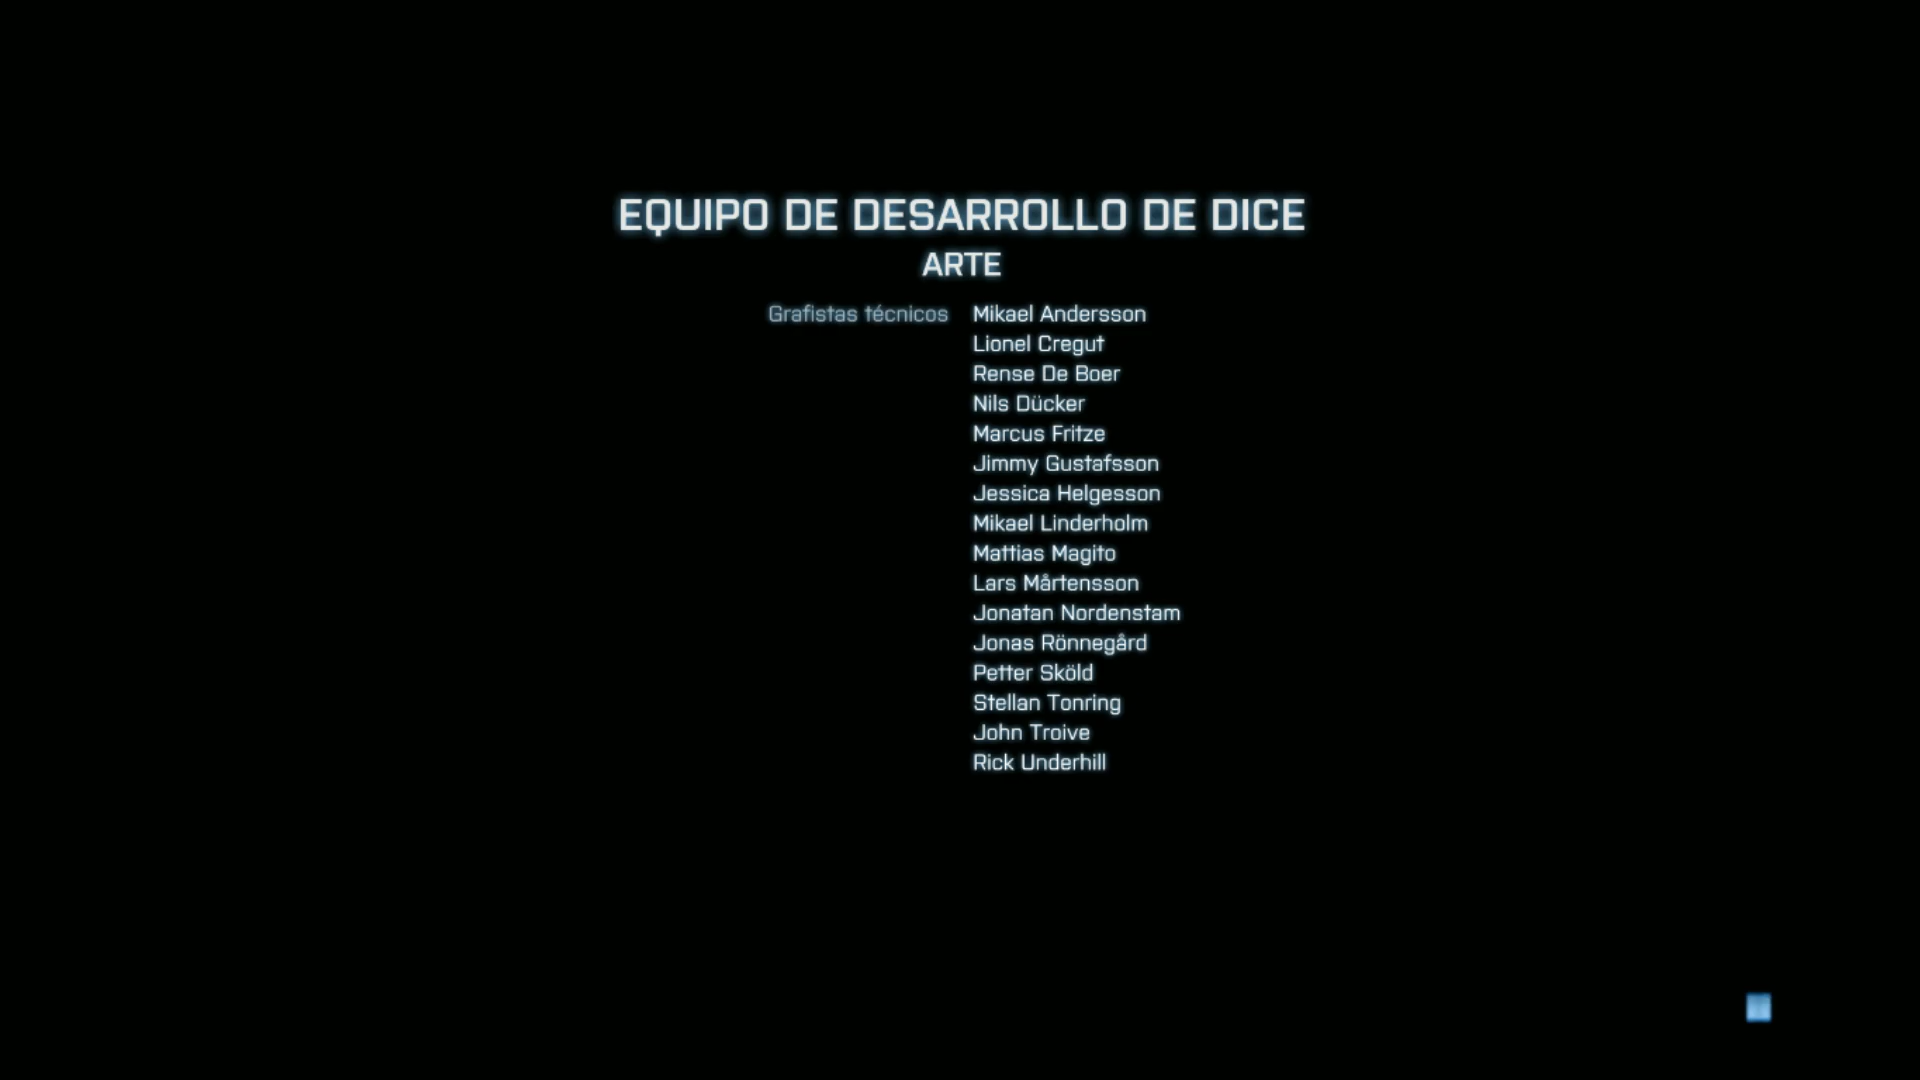 EQUIPO DE DESARROLLO DE DICE
ARTE
Grafistas técnicos Mikael Andersson
Lionel Cregut
Rense De Boer
Nils Dücker
Marcus Fritze
Jimmy Gustafsson
Jessica Helgesson
Mikael Linderholm
Mattias Magito
Lars Mårtensson
Jonatan Nordenstam
Jonas Rönnegård
Petter Sköld
Stellan Tonring
John Troive
Rick Underhill